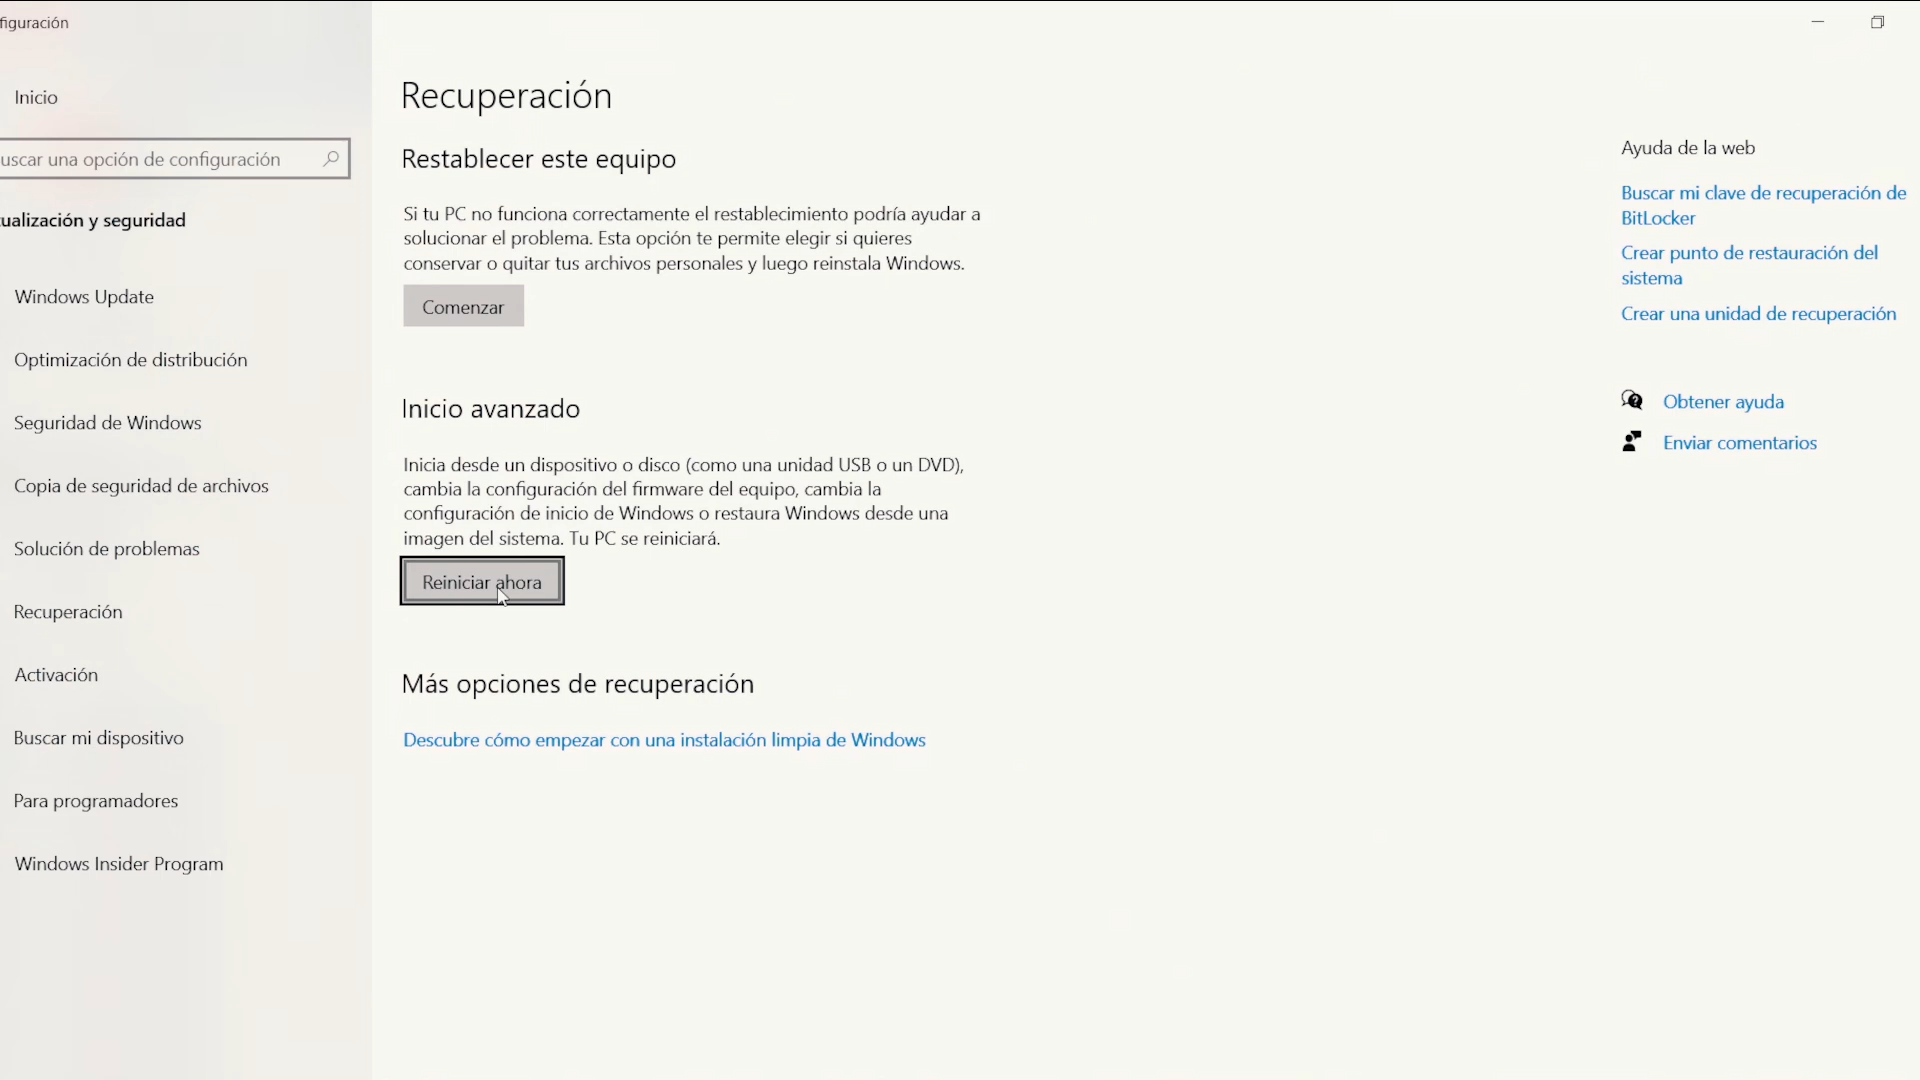 figuración
Inicio
uscar una opción de configuración
tualización y seguridad
Windows Update
Optimización de distribución
Seguridad de Windows
Copia de seguridad de archivos
Solución de problemas
Recuperación
Activación
Buscar mi dispositivo
Para programadores
Windows Insider Program
Recuperación
Restablecer este equipo
Si tu PC no funciona correctamente el restablecimiento podría ayudar a
solucionar el problema. Esta opción te permite elegir si quieres
conservar o quitar tus archivos personales y luego reinstala Windows.
Comenzar
Inicio avanzado
Inicia desde un dispositivo o disco (como una unidad USB o un DVD),
cambia la configuración del firmware del equipo, cambia la
configuración de inicio de Windows o restaura Windows desde una
imagen del sistema. Tu PC se reiniciará.
Reiniciar ahora
Más opciones de recuperación
Descubre cómo empezar con una instalación limpia de Windows
Ayuda de la web
Buscar mi clave de recuperación de
BitLocker
Crear punto de restauración del
sistema
Crear una unidad de recuperación
Obtener ayuda
Enviar comentarios